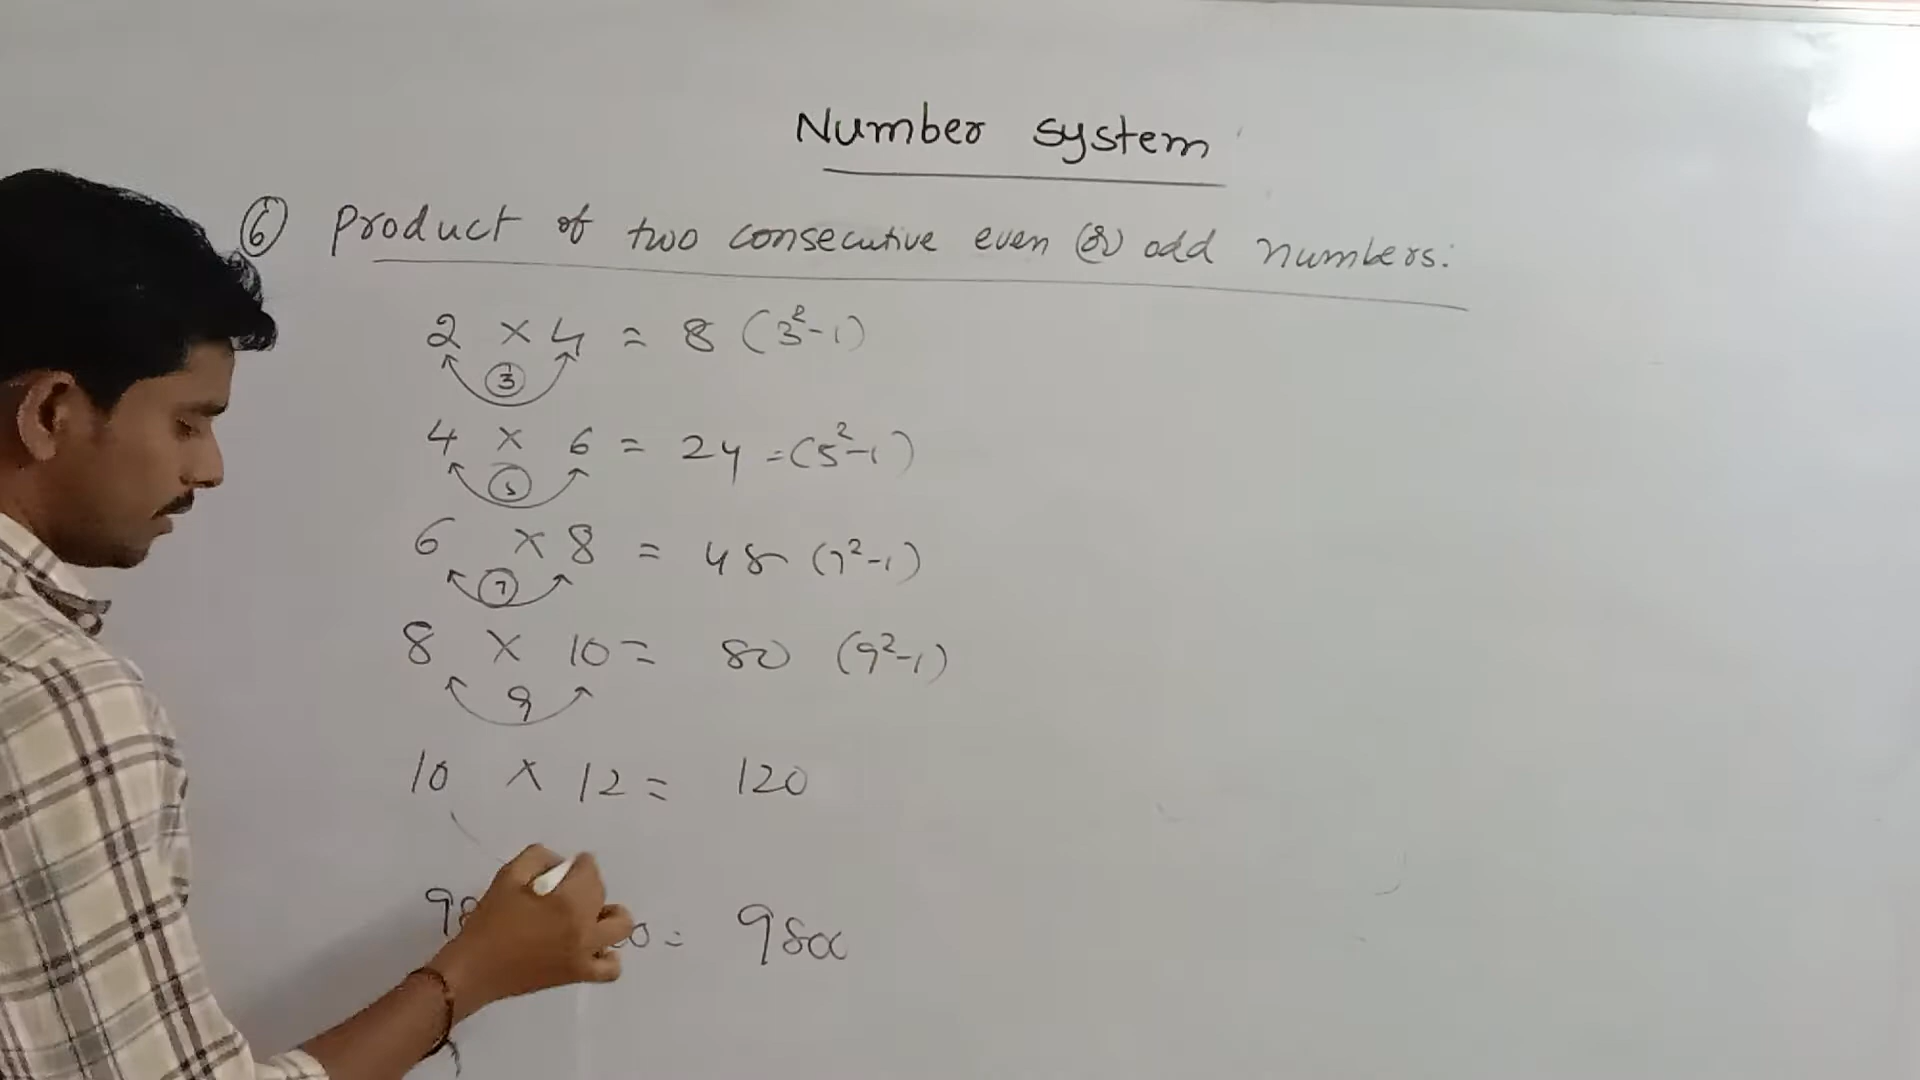 Number system
⑥ Product of two consecutive even (or) odd numbers:
2 × 4 = 8 (3²-1)
③
4 × 6 = 24 = (5²-1)
⑤
6 × 8 = 48 (7²-1)
⑦
8 × 10 = 80 (9²-1)
9
10 × 12 = 120
98 = 9800